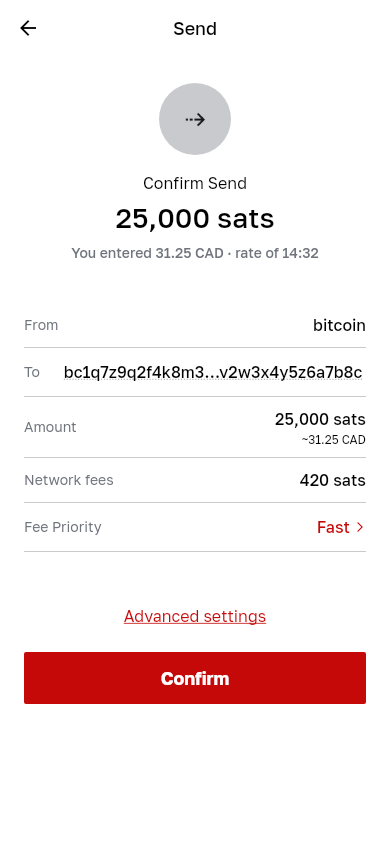 Send
Confirm Send
25,000 sats
You entered 31.25 CAD · rate of 14:32
From bitcoin
To bc1q7z9q2f4k8m3...v2w3x4y5z6a7b8c
Amount 25,000 sats
~31.25 CAD
Network fees 420 sats
Fee Priority Fast
Advanced settings
Confirm